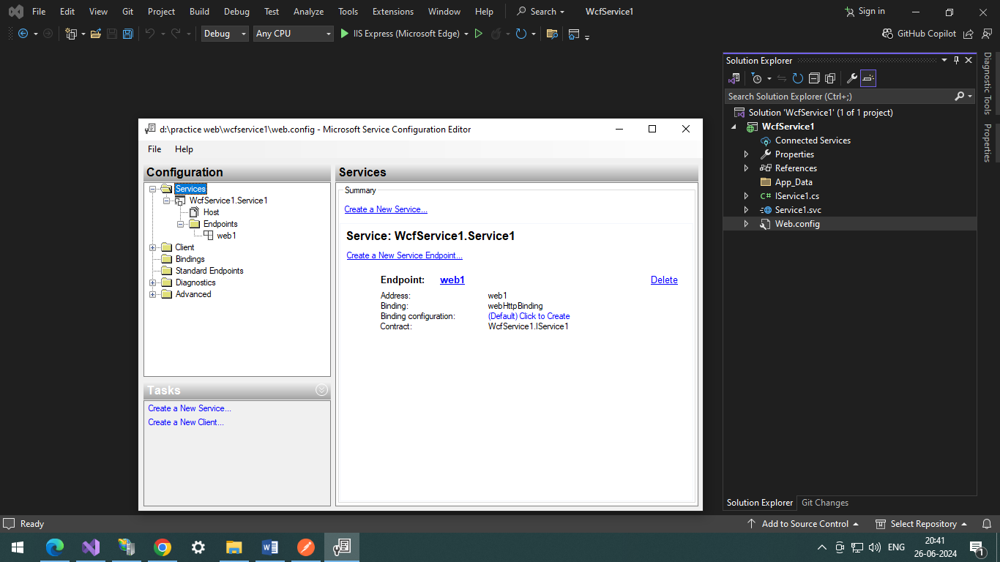 File Edit View Git Project Build Debug Test Analyze Tools Extensions Window Help Search WcfService1 Sign in
Debug Any CPU IIS Express (Microsoft Edge) GitHub Copilot
Solution Explorer
Search Solution Explorer (Ctrl+;)
Solution 'WcfService1' (1 of 1 project)
WcfService1
Connected Services
Properties
References
App_Data
C# IService1.cs
Service1.svc
Web.config
Solution Explorer Git Changes
Diagnostic Tools
Properties
d:\practice web\wcfservice1\web.config - Microsoft Service Configuration Editor
File Help
Configuration
Services
WcfService1.Service1
Host
Endpoints
web1
Client
Bindings
Standard Endpoints
Diagnostics
Advanced
Tasks
Create a New Service...
Create a New Client...
Services
Summary
Create a New Service...
Service: WcfService1.Service1
Create a New Service Endpoint...
Endpoint: web1 Delete
Address: web1
Binding: webHttpBinding
Binding configuration: (Default) Click to Create
Contract: WcfService1.IService1
Ready Add to Source Control Select Repository
ENG 20:41
26-06-2024 1